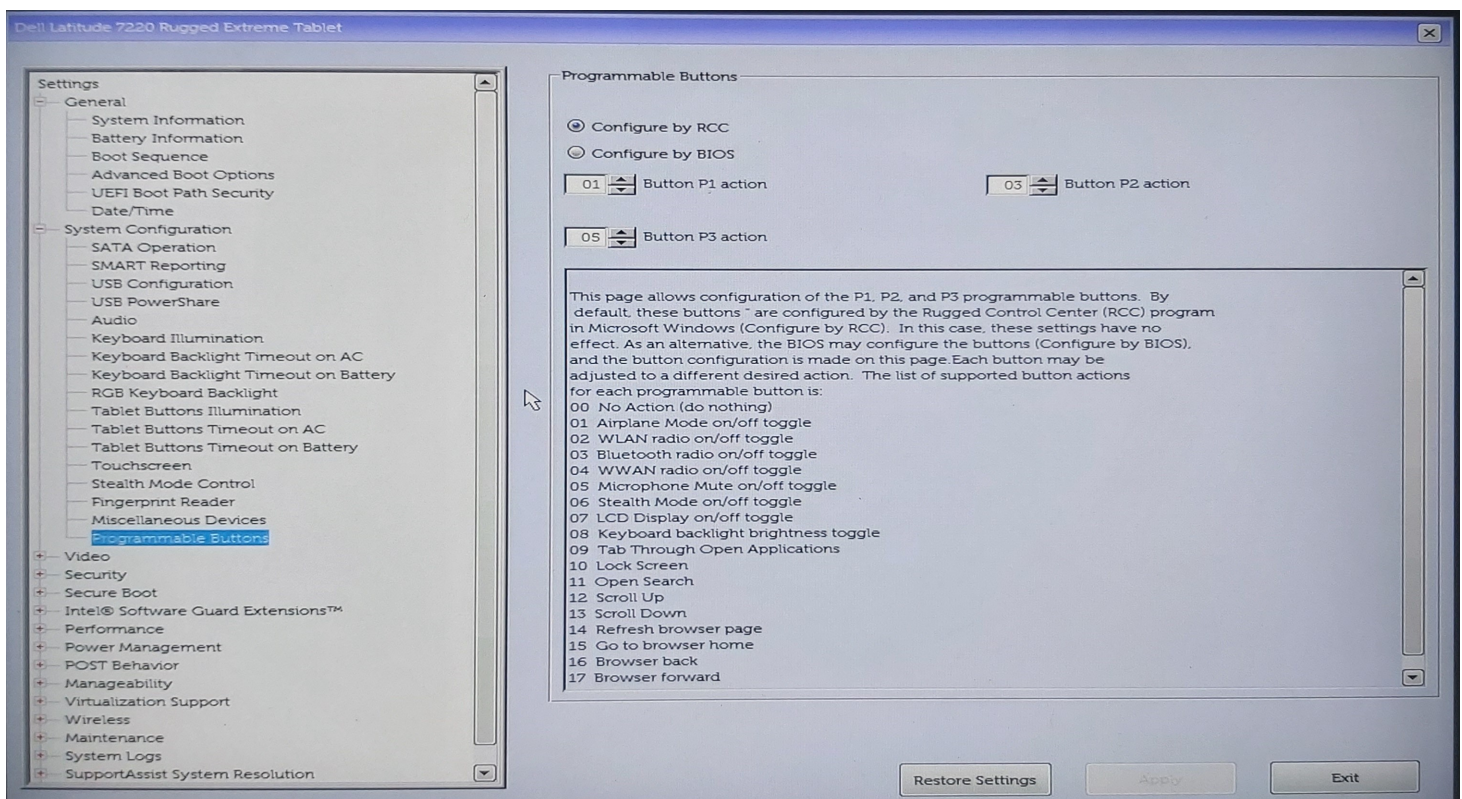 Dell Latitude 7220 Rugged Extreme Tablet
Settings
General
System Information
Battery Information
Boot Sequence
Advanced Boot Options
UEFI Boot Path Security
Date/Time
System Configuration
SATA Operation
SMART Reporting
USB Configuration
USB PowerShare
Audio
Keyboard Illumination
Keyboard Backlight Timeout on AC
Keyboard Backlight Timeout on Battery
RGB Keyboard Backlight
Tablet Buttons Illumination
Tablet Buttons Timeout on AC
Tablet Buttons Timeout on Battery
Touchscreen
Stealth Mode Control
Fingerprint Reader
Miscellaneous Devices
Programmable Buttons
Video
Security
Secure Boot
Intel® Software Guard Extensions™
Performance
Power Management
POST Behavior
Manageability
Virtualization Support
Wireless
Maintenance
System Logs
SupportAssist System Resolution
Programmable Buttons
Configure by RCC
Configure by BIOS
01 Button P1 action
03 Button P2 action
05 Button P3 action
This page allows configuration of the P1, P2, and P3 programmable buttons. By
default, these buttons " are configured by the Rugged Control Center (RCC) program
in Microsoft Windows (Configure by RCC). In this case, these settings have no
effect. As an alternative, the BIOS may configure the buttons (Configure by BIOS),
and the button configuration is made on this page.Each button may be
adjusted to a different desired action. The list of supported button actions
for each programmable button is:
00 No Action (do nothing)
01 Airplane Mode on/off toggle
02 WLAN radio on/off toggle
03 Bluetooth radio on/off toggle
04 WWAN radio on/off toggle
05 Microphone Mute on/off toggle
06 Stealth Mode on/off toggle
07 LCD Display on/off toggle
08 Keyboard backlight brightness toggle
09 Tab Through Open Applications
10 Lock Screen
11 Open Search
12 Scroll Up
13 Scroll Down
14 Refresh browser page
15 Go to browser home
16 Browser back
17 Browser forward
Restore Settings
Apply
Exit